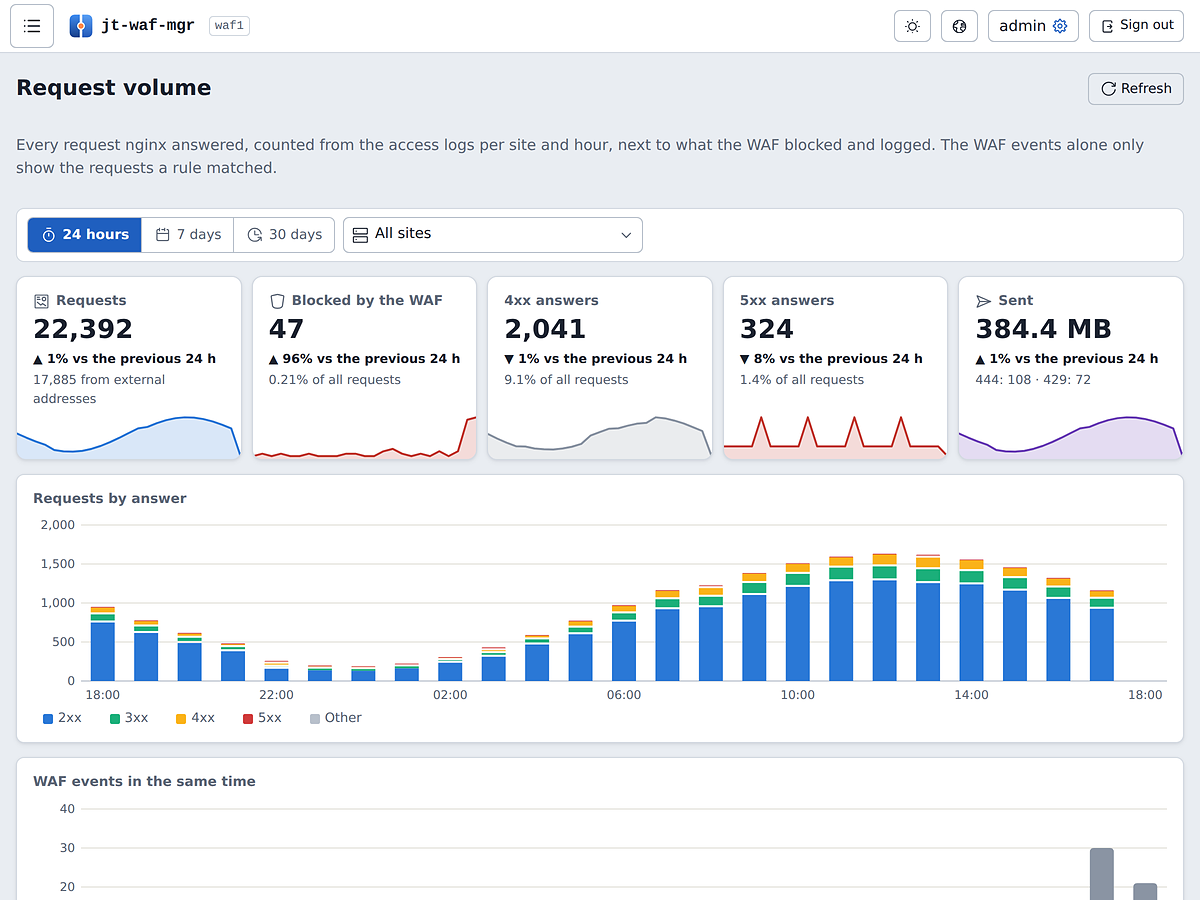 jt-waf-mgr waf1 admin Sign out
Request volume Refresh
Every request nginx answered, counted from the access logs per site and hour, next to what the WAF blocked and logged. The WAF events alone only
show the requests a rule matched.
24 hours 7 days 30 days All sites
Requests
22,392
▲ 1% vs the previous 24 h
17,885 from external
addresses
Blocked by the WAF
47
▲ 96% vs the previous 24 h
0.21% of all requests
4xx answers
2,041
▼ 1% vs the previous 24 h
9.1% of all requests
5xx answers
324
▼ 8% vs the previous 24 h
1.4% of all requests
Sent
384.4 MB
▲ 1% vs the previous 24 h
444: 108 · 429: 72
Requests by answer
2,000
1,500
1,000
500
0
18:00 22:00 02:00 06:00 10:00 14:00 18:00
2xx 3xx 4xx 5xx Other
WAF events in the same time
40
30
20